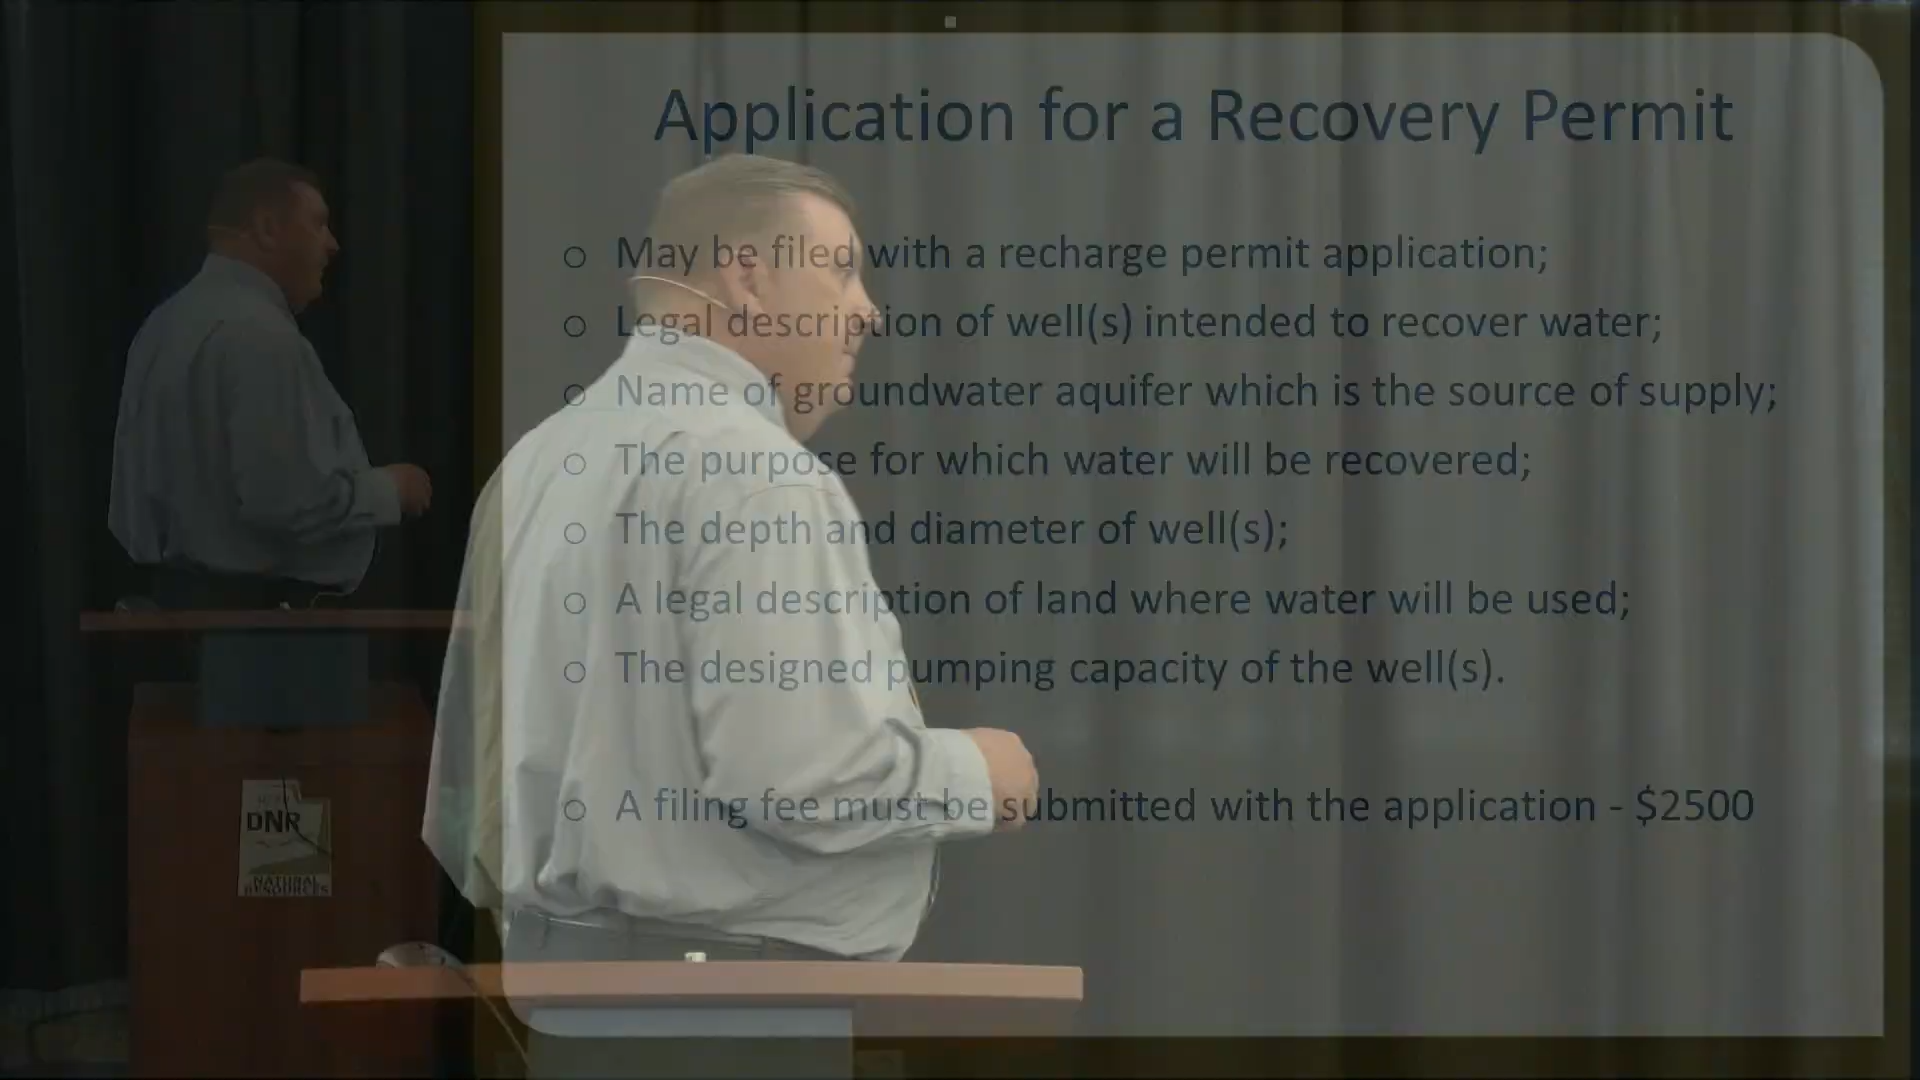 Application for a Recovery Permit
May be filed with a recharge permit application;
Legal description of well(s) intended to recover water;
Name of groundwater aquifer which is the source of supply;
The purpose for which water will be recovered;
The depth and diameter of well(s);
A legal description of land where water will be used;
The designed pumping capacity of the well(s).
A filing fee must be submitted with the application - $2500
DNR
NATURAL
RESOURCES